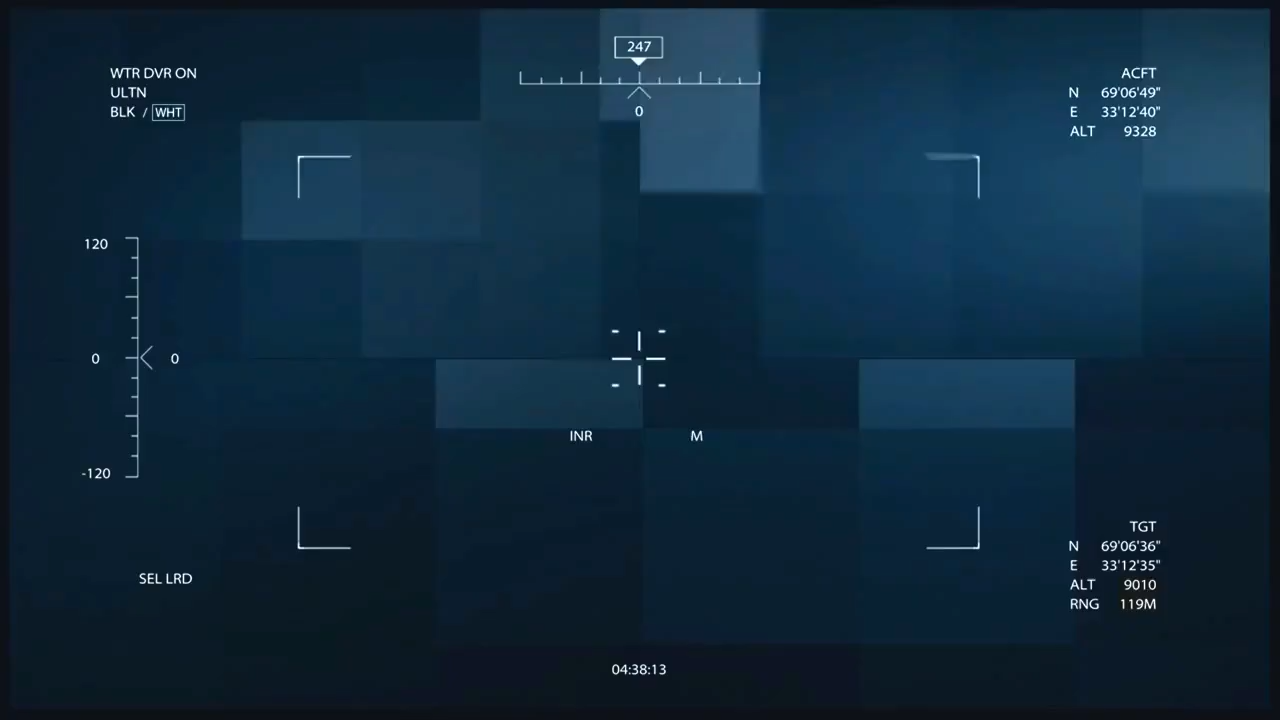 247
0
WTR DVR ON
ULTN
BLK / WHT
ACFT
N 69'06'49"
E 33'12'40"
ALT 9328
120
0 0
-120
INR M
SEL LRD
TGT
N 69'06'36"
E 33'12'35"
ALT 9010
RNG 119M
04:38:13